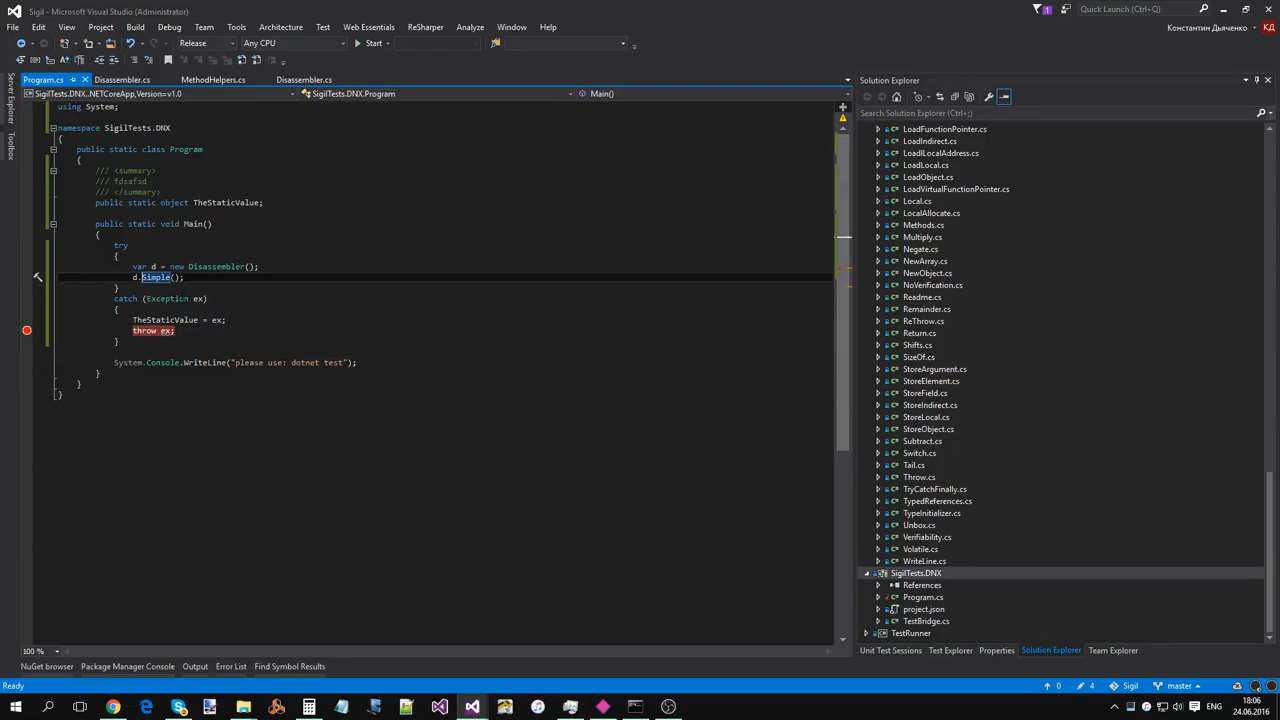 Sigil - Microsoft Visual Studio (Administrator)
1
Quick Launch (Ctrl+;)
File Edit View Project Build Debug Team Tools Test Architecture Web Essentials ReSharper Analyze Window Help
Константин Дьяченко КД
Release Any CPU Start
Program.cs Disassembler.cs MethodHelpers.cs Disassembler.cs
SigilTests.DNX..NETCoreApp,Version=v1.0 SigilTests.DNX.Program Main()
Server Explorer
Toolbox
using System;
namespace SigilTests.DNX
{
public static class Program
{
/// <summary>
/// fdsafsd
/// </summary>
public static object TheStaticValue;
public static void Main()
{
try
{
var d = new Disassembler();
d.Simple();
}
catch (Exception ex)
{
TheStaticValue = ex;
throw ex;
}
System.Console.WriteLine("please use: dotnet test");
}
}
}
100 %
Solution Explorer
Search Solution Explorer (Ctrl+;)
LoadFunctionPointer.cs
LoadIndirect.cs
LoadILocalAddress.cs
LoadLocal.cs
LoadObject.cs
LoadVirtualFunctionPointer.cs
Local.cs
LocalAllocate.cs
Methods.cs
Multiply.cs
Negate.cs
NewArray.cs
NewObject.cs
NoVerification.cs
Readme.cs
Remainder.cs
ReThrow.cs
Return.cs
Shifts.cs
SizeOf.cs
StoreArgument.cs
StoreElement.cs
StoreField.cs
StoreIndirect.cs
StoreLocal.cs
StoreObject.cs
Subtract.cs
Switch.cs
Tail.cs
Throw.cs
TryCatchFinally.cs
TypedReferences.cs
TypeInitializer.cs
Unbox.cs
Verifiability.cs
Volatile.cs
WriteLine.cs
SigilTests.DNX
References
Program.cs
project.json
TestBridge.cs
TestRunner
Unit Test Sessions Test Explorer Properties Solution Explorer Team Explorer
NuGet browser Package Manager Console Output Error List Find Symbol Results
Ready 0 4 Sigil master
ENG
18:06
24.06.2016